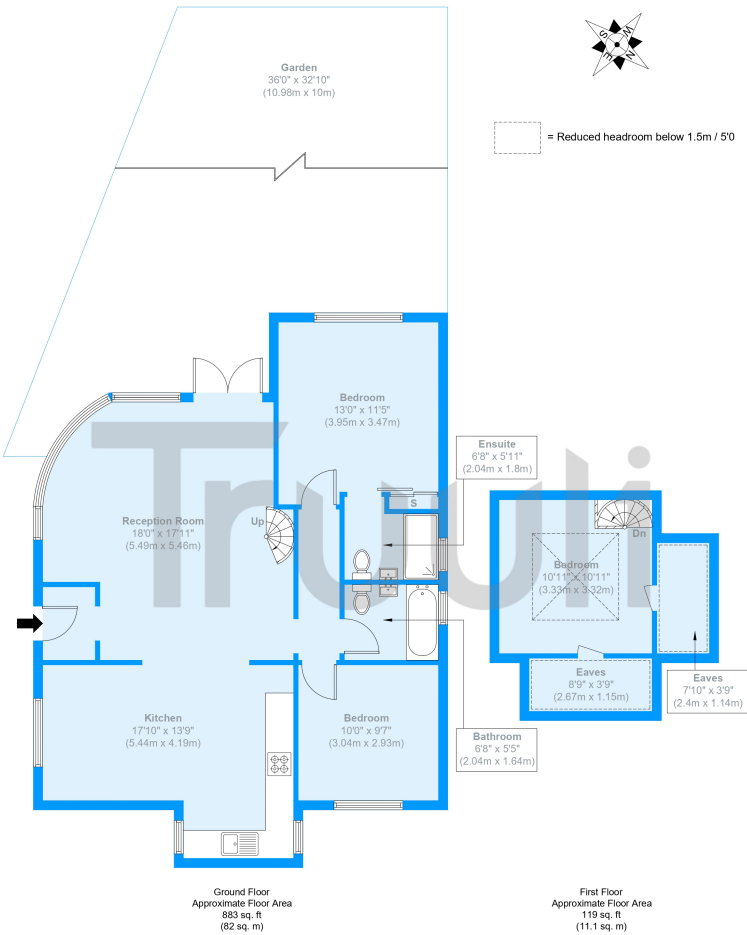 Garden
36'0" x 32'10"
(10.98m x 10m)
S
W
E
N
= Reduced headroom below 1.5m / 5'0
Bedroom
13'0" x 11'5"
(3.95m x 3.47m)
Ensuite
6'8" x 5'11"
(2.04m x 1.8m)
S
Truuli
Reception Room
18'0" x 17'11"
(5.49m x 5.46m)
Up
Dn
Bedroom
10'11" x 10'11"
(3.33m x 3.32m)
Eaves
8'9" x 3'9"
(2.67m x 1.15m)
Eaves
7'10" x 3'9"
(2.4m x 1.14m)
Kitchen
17'10" x 13'9"
(5.44m x 4.19m)
Bedroom
10'0" x 9'7"
(3.04m x 2.93m)
Bathroom
6'8" x 5'5"
(2.04m x 1.64m)
Ground Floor
Approximate Floor Area
883 sq. ft
(82 sq. m)
First Floor
Approximate Floor Area
119 sq. ft
(11.1 sq. m)